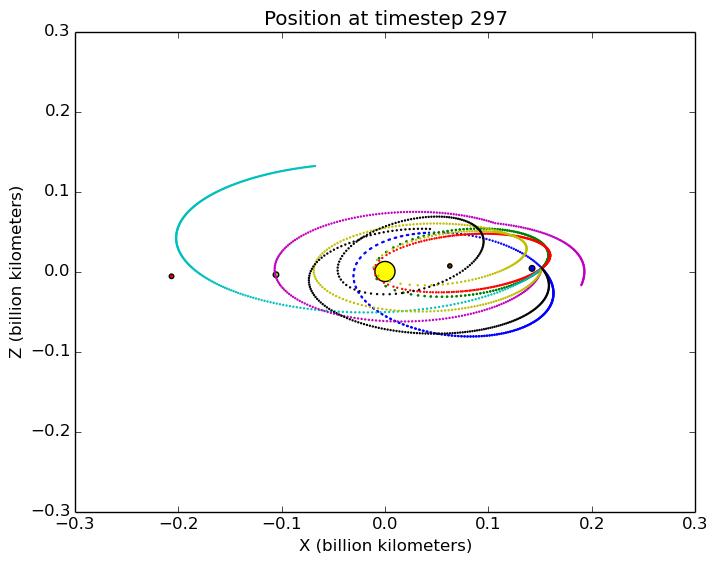 Position at timestep 297
0.3
0.2
0.1
0.0
−0.1
−0.2
−0.3
Z (billion kilometers)
−0.3 −0.2 −0.1 0.0 0.1 0.2 0.3
X (billion kilometers)